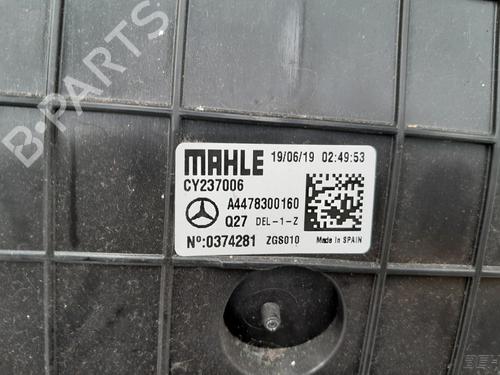 B-PARTS
MAHLE 19/06/19 02:49:53
CY237006
A4478300160
Q27 DEL-1-Z
Nº:0374281 ZGS010 Made in SPAIN